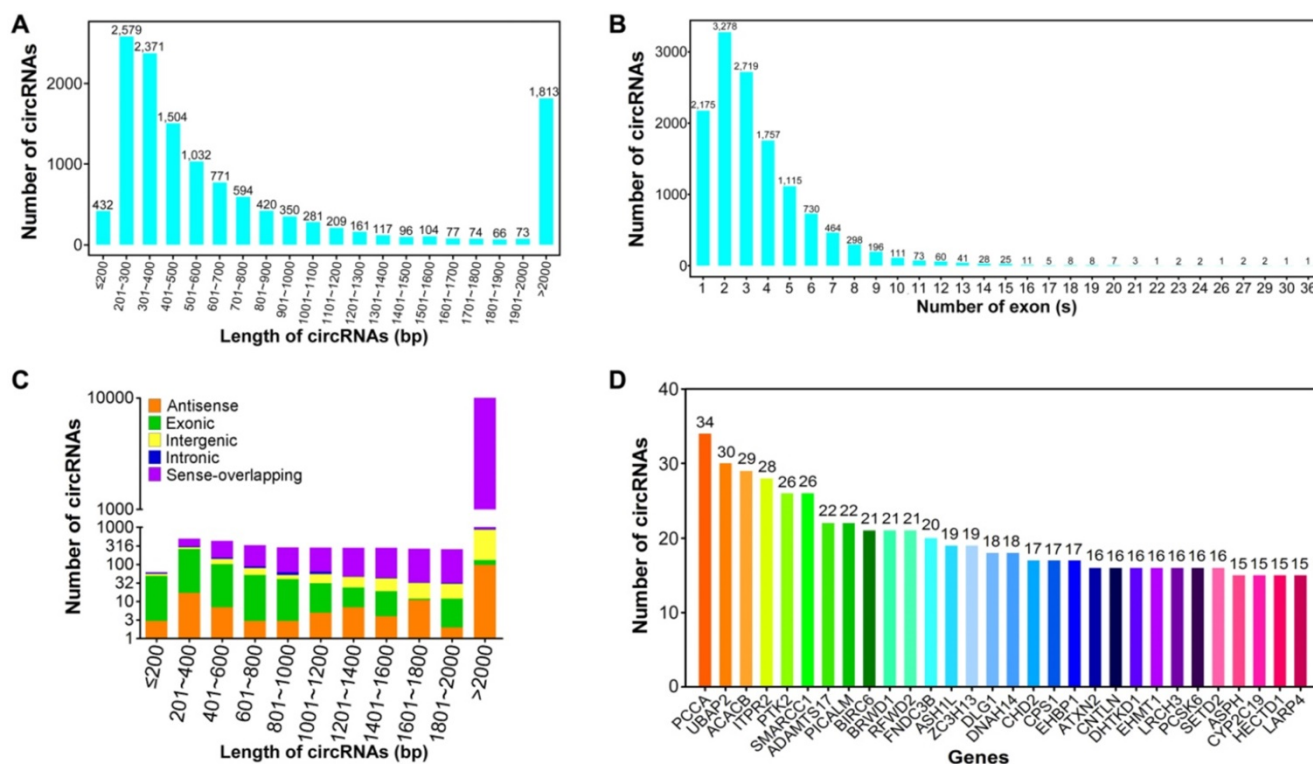 A
Number of circRNAs
2000
1000
0
432
2,579
2,371
1,504
1,032
771
594
420
350
281
209
161
117
96
104
77
74
66
73
1,813
≤200
201~300
301~400
401~500
501~600
601~700
701~800
801~900
901~1000
1001~1100
1101~1200
1201~1300
1301~1400
1401~1500
1501~1600
1601~1700
1701~1800
1801~1900
1901~2000
>2000
Length of circRNAs (bp)
B
Number of circRNAs
3000
2000
1000
0
2,175
3,278
2,719
1,757
1,115
730
464
298
196
111
73
60
41
28
25
11
5
8
8
7
3
1
2
2
1
2
2
1
1
1 2 3 4 5 6 7 8 9 10 11 12 13 14 15 16 17 18 19 20 21 22 23 24 26 27 29 30 36
Number of exon (s)
C
Number of circRNAs
10000
1000
1000
316
100
32
10
3
1
Antisense
Exonic
Intergenic
Intronic
Sense-overlapping
≤200
201~400
401~600
601~800
801~1000
1001~1200
1201~1400
1401~1600
1601~1800
1801~2000
>2000
Length of circRNAs (bp)
D
Number of circRNAs
40
30
20
10
0
34
30
29
28
26
26
22
22
21
21
21
20
19
19
18
18
17
17
17
16
16
16
16
16
16
16
15
15
15
15
PCCA
UBAP2
ACACB
ITPR2
PTK2
SMARCC1
ADAMTS17
PICALM
BIRC6
BRWD1
RFWD2
FNDC3B
ASH1L
ZC3H13
DLG1
DNAH14
CHD2
CPS1
EHBP1
ATXN2
CNTLN
DHTKD1
EHMT1
LRCH3
PCSK6
SETD2
ASPH
CYP2C19
HECTD1
LARP4
Genes